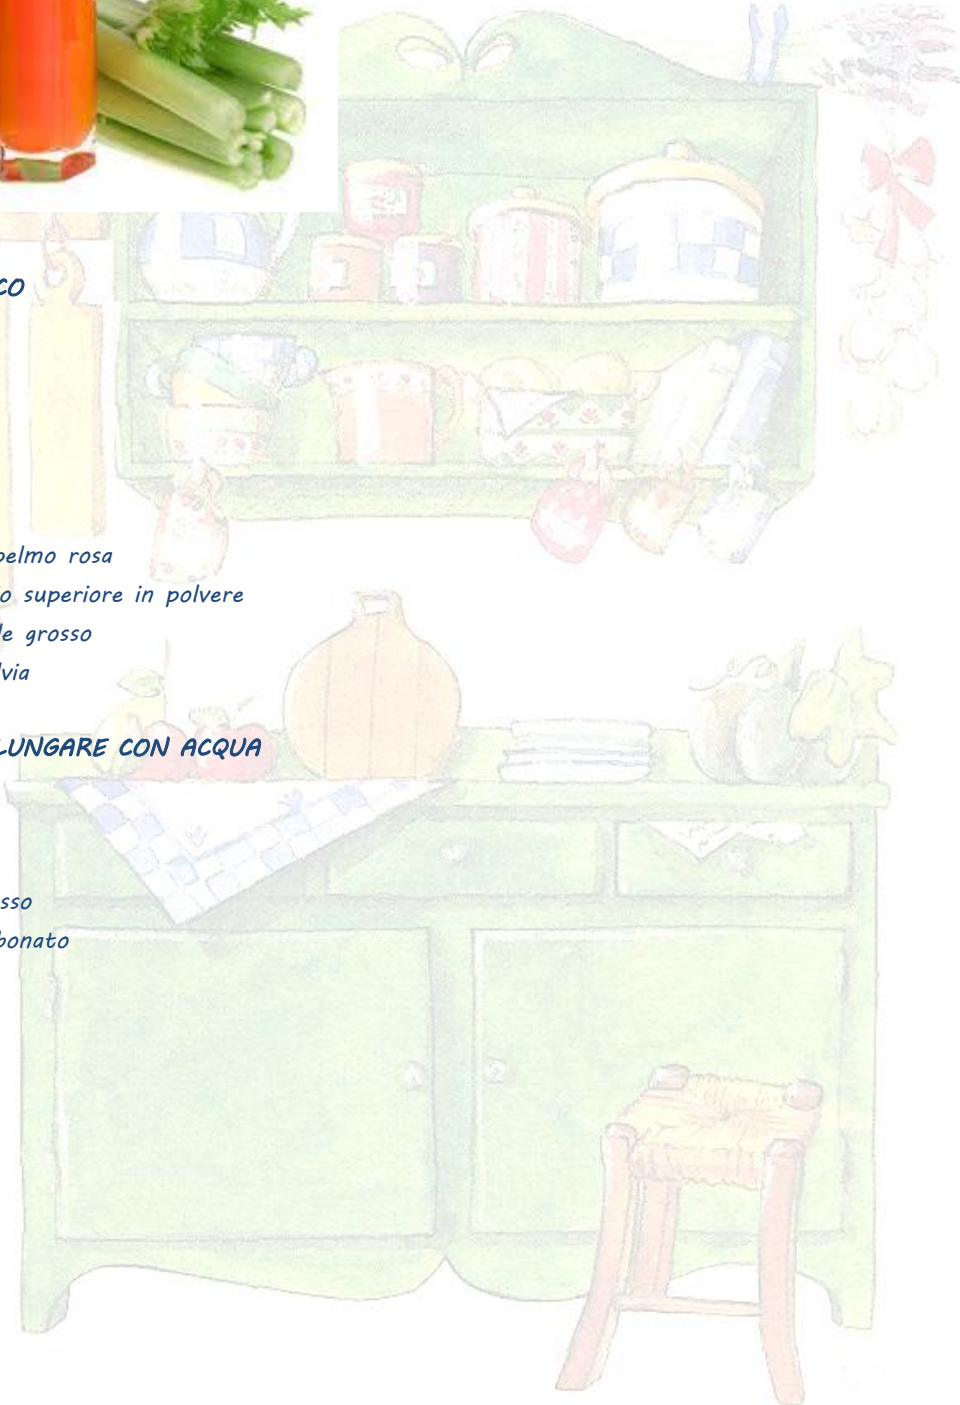 CO
pelmo rosa
o superiore in polvere
le grosso
lvia
LUNGARE CON ACQUA
sso
bonato